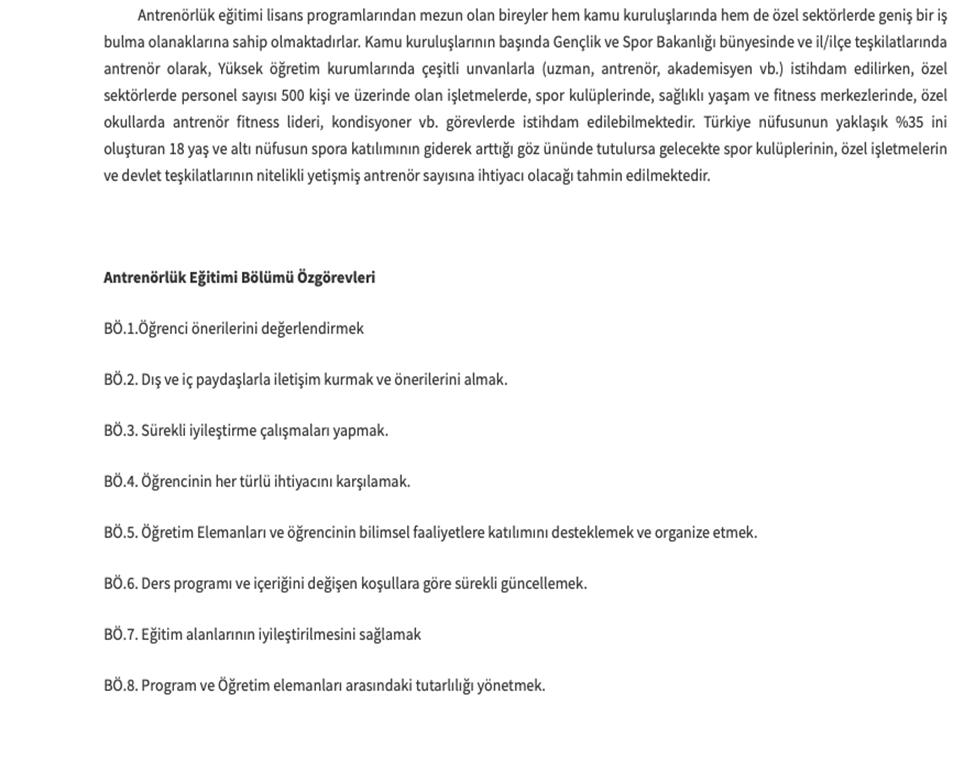 Antrenörlük eğitimi lisans programlarından mezun olan bireyler hem kamu kuruluşlarında hem de özel sektörlerde geniş bir iş
bulma olanaklarına sahip olmaktadırlar. Kamu kuruluşlarının başında Gençlik ve Spor Bakanlığı bünyesinde ve il/ilçe teşkilatlarında
antrenör olarak, Yüksek öğretim kurumlarında çeşitli unvanlarla (uzman, antrenör, akademisyen vb.) istihdam edilirken, özel
sektörlerde personel sayısı 500 kişi ve üzerinde olan işletmelerde, spor kulüplerinde, sağlıklı yaşam ve fitness merkezlerinde, özel
okullarda antrenör fitness lideri, kondisyoner vb. görevlerde istihdam edilebilmektedir. Türkiye nüfusunun yaklaşık %35 ini
oluşturan 18 yaş ve altı nüfusun spora katılımının giderek arttığı göz ününde tutulursa gelecekte spor kulüplerinin, özel işletmelerin
ve devlet teşkilatlarının nitelikli yetişmiş antrenör sayısına ihtiyacı olacağı tahmin edilmektedir.
Antrenörlük Eğitimi Bölümü Özgörevleri
BÖ.1.Öğrenci önerilerini değerlendirmek
BÖ.2. Dış ve iç paydaşlarla iletişim kurmak ve önerilerini almak.
BÖ.3. Sürekli iyileştirme çalışmaları yapmak.
BÖ.4. Öğrencinin her türlü ihtiyacını karşılamak.
BÖ.5. Öğretim Elemanları ve öğrencinin bilimsel faaliyetlere katılımını desteklemek ve organize etmek.
BÖ.6. Ders programı ve içeriğini değişen koşullara göre sürekli güncellemek.
BÖ.7. Eğitim alanlarının iyileştirilmesini sağlamak
BÖ.8. Program ve Öğretim elemanları arasındaki tutarlılığı yönetmek.